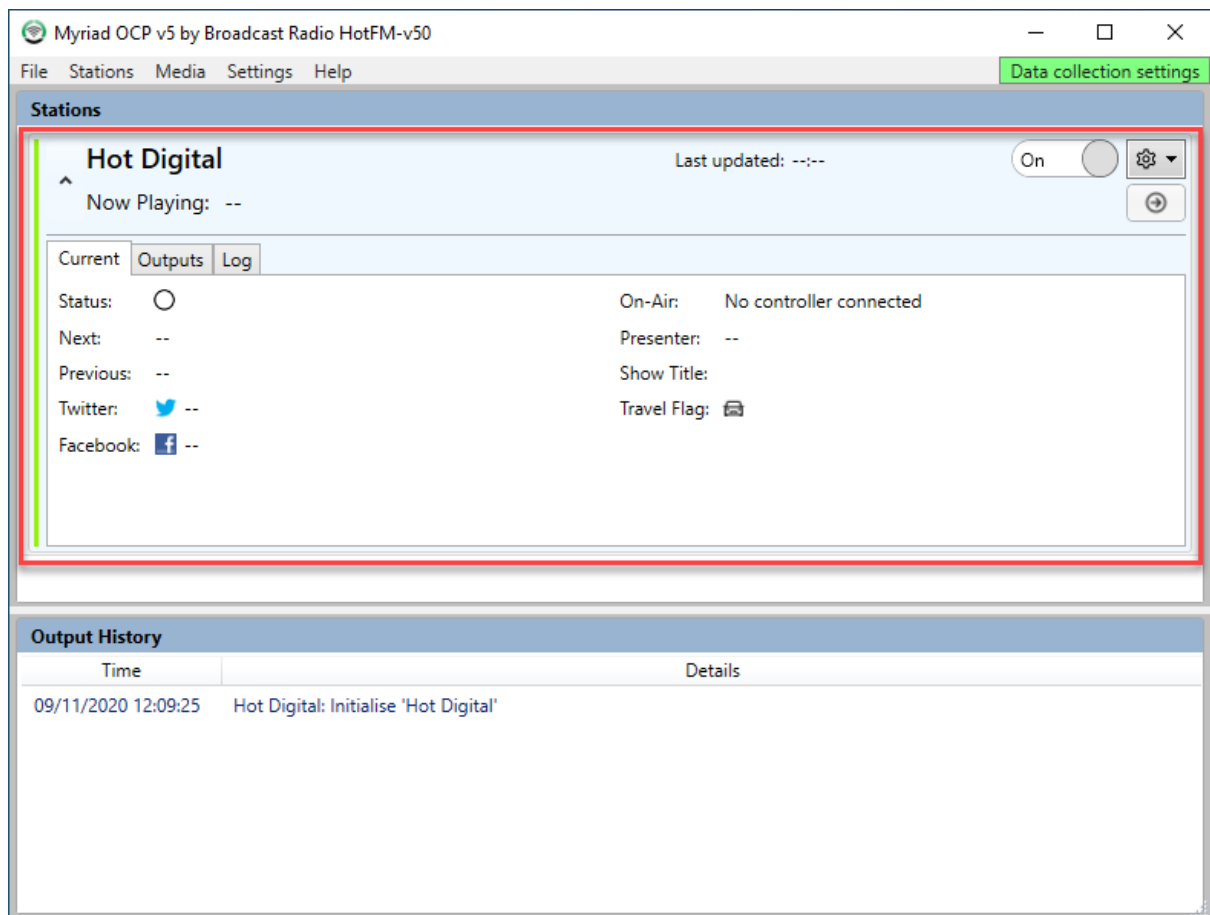 Myriad OCP v5 by Broadcast Radio HotFM-v50
File Stations Media Settings Help Data collection settings
Stations
Hot Digital Last updated: --:-- On
Now Playing: --
Current Outputs Log
Status: On-Air: No controller connected
Next: -- Presenter: --
Previous: -- Show Title:
Twitter: -- Travel Flag:
Facebook: --
Output History
Time Details
09/11/2020 12:09:25 Hot Digital: Initialise 'Hot Digital'